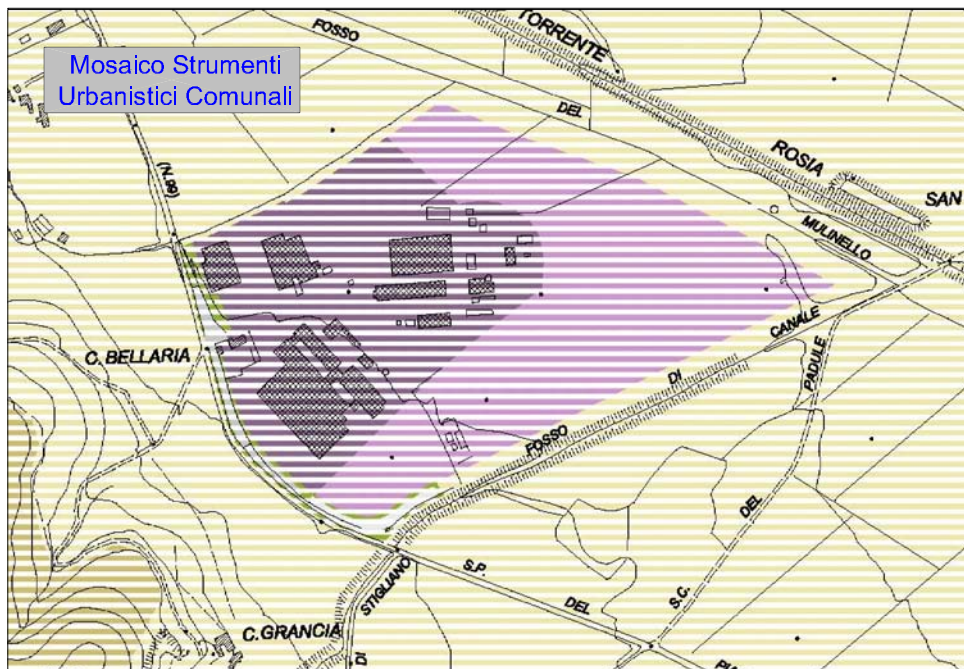 Mosaico Strumenti
Urbanistici Comunali
FOSSO
TORRENTE
DEL
ROSIA
SAN
(N.99)
MULINELLO
CANALE
C. BELLARIA
DI
PADULE
FOSSO
DEL
S.P.
STIGLIANO
S.C.
DEL
C.GRANCIA
DI